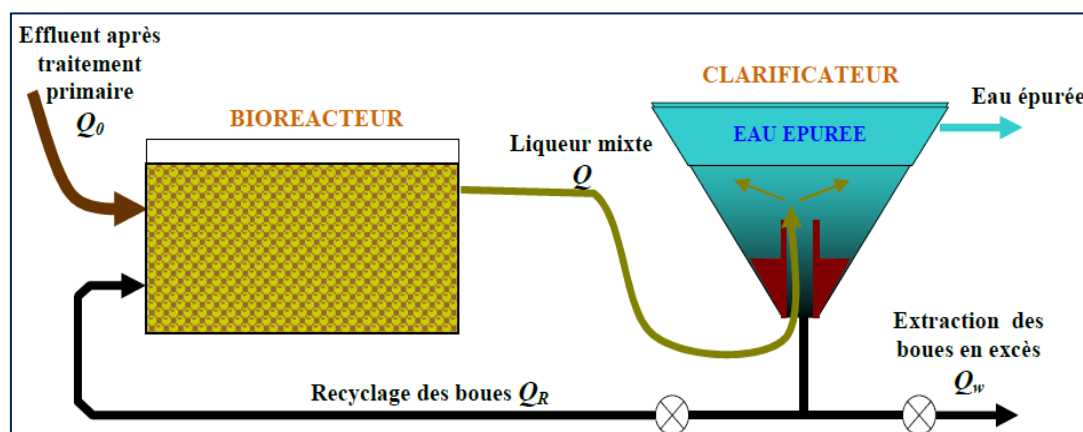 Effluent après
traitement
primaire
Q0
BIOREACTEUR
Liqueur mixte
Q
CLARIFICATEUR
EAU EPUREE
Eau épurée
Recyclage des boues QR
Extraction des
boues en excès
Qw